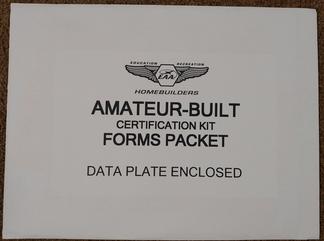 EDUCATION RECREATION
EAA
HOMEBUILDERS
AMATEUR-BUILT
CERTIFICATION KIT
FORMS PACKET
DATA PLATE ENCLOSED